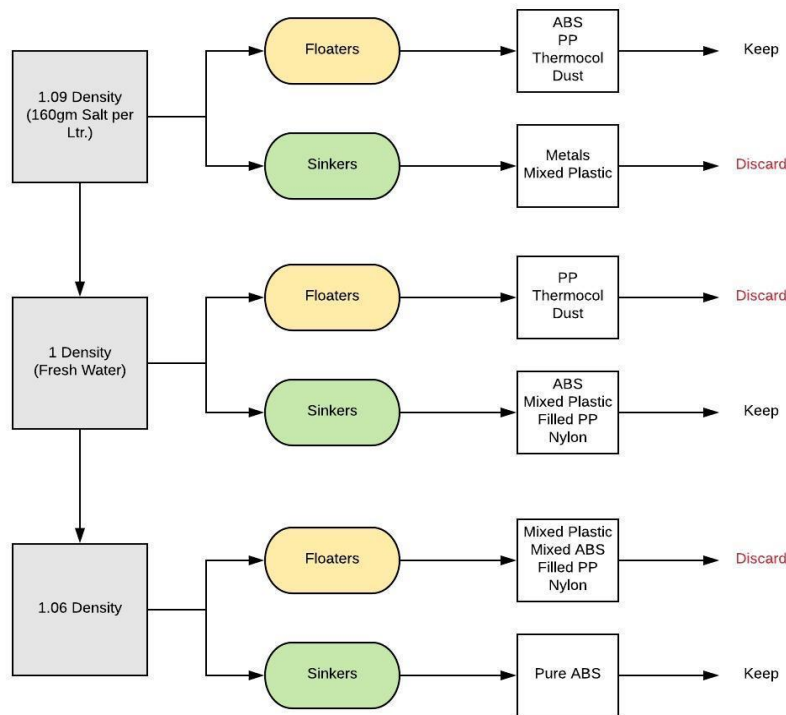 1.09 Density
(160gm Salt per
Ltr.)
Floaters
ABS
PP
Thermocol
Dust
Keep
Sinkers
Metals
Mixed Plastic
Discard
1 Density
(Fresh Water)
Floaters
PP
Thermocol
Dust
Discard
Sinkers
ABS
Mixed Plastic
Filled PP
Nylon
Keep
1.06 Density
Floaters
Mixed Plastic
Mixed ABS
Filled PP
Nylon
Discard
Sinkers
Pure ABS
Keep